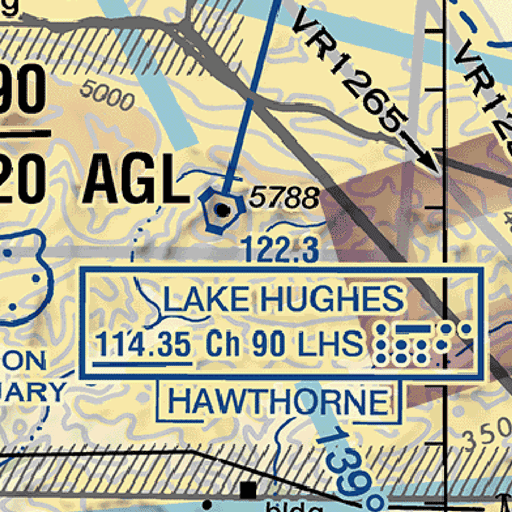 g
90
5000
VR1265
20 AGL
5788
122.3
LAKE HUGHES
114.35 Ch 90 LHS
ON
HAWTHORNE
139°
350
bldg